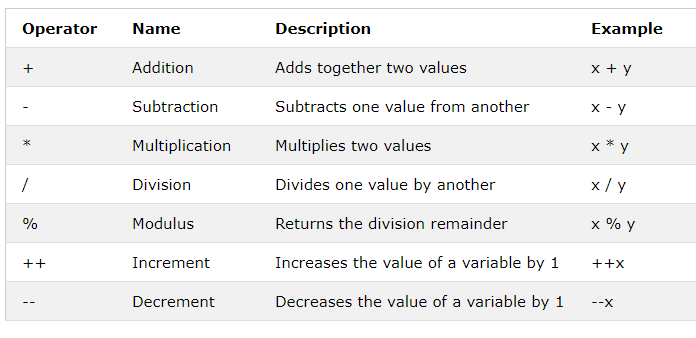 Operator Name Description Example
+ Addition Adds together two values x + y
- Subtraction Subtracts one value from another x - y
* Multiplication Multiplies two values x * y
/ Division Divides one value by another x / y
% Modulus Returns the division remainder x % y
++ Increment Increases the value of a variable by 1 ++x
-- Decrement Decreases the value of a variable by 1 --x